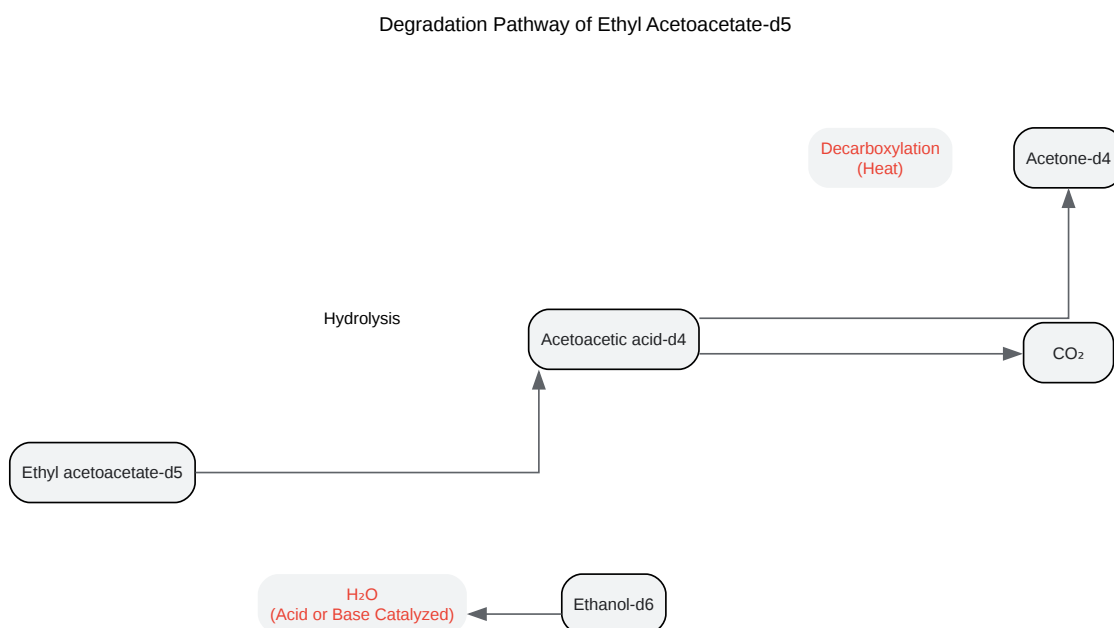 Degradation Pathway of Ethyl Acetoacetate-d5
Decarboxylation
(Heat)
Acetone-d4
Hydrolysis
Acetoacetic acid-d4
CO₂
Ethyl acetoacetate-d5
H₂O
(Acid or Base Catalyzed)
Ethanol-d6